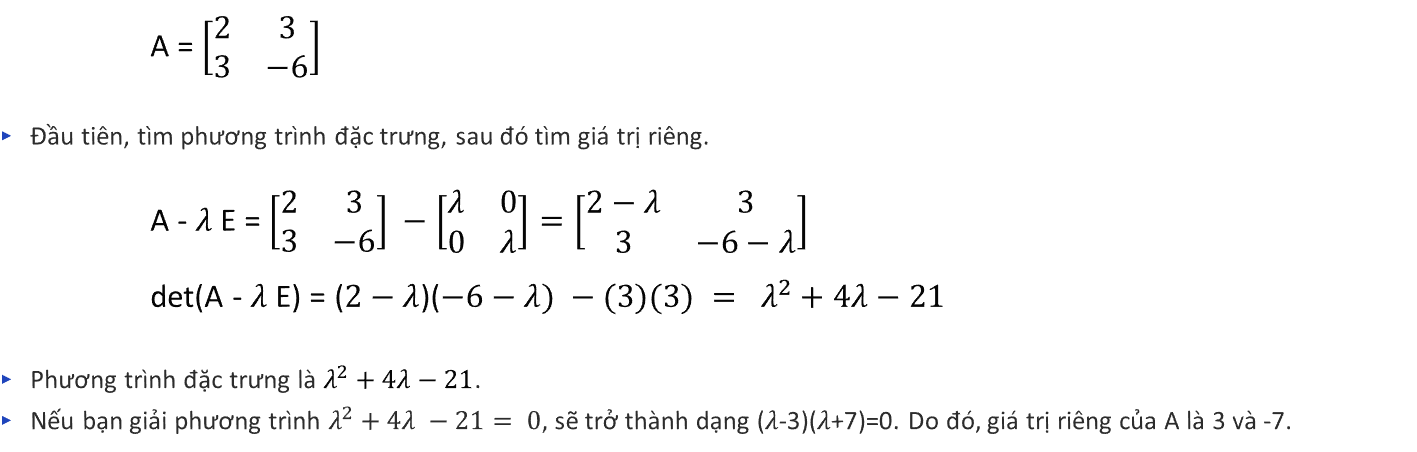 A = [2 3
3 −6]
▸ Đầu tiên, tìm phương trình đặc trưng, sau đó tìm giá trị riêng.
A - λ E = [2 3
3 −6] − [λ 0
0 λ] = [2 − λ 3
3 −6 − λ]
det(A - λ E) = (2 − λ)(−6 − λ) − (3)(3) = λ² + 4λ − 21
▸ Phương trình đặc trưng là λ² + 4λ − 21.
▸ Nếu bạn giải phương trình λ² + 4λ − 21 = 0, sẽ trở thành dạng (λ-3)(λ+7)=0. Do đó, giá trị riêng của A là 3 và -7.